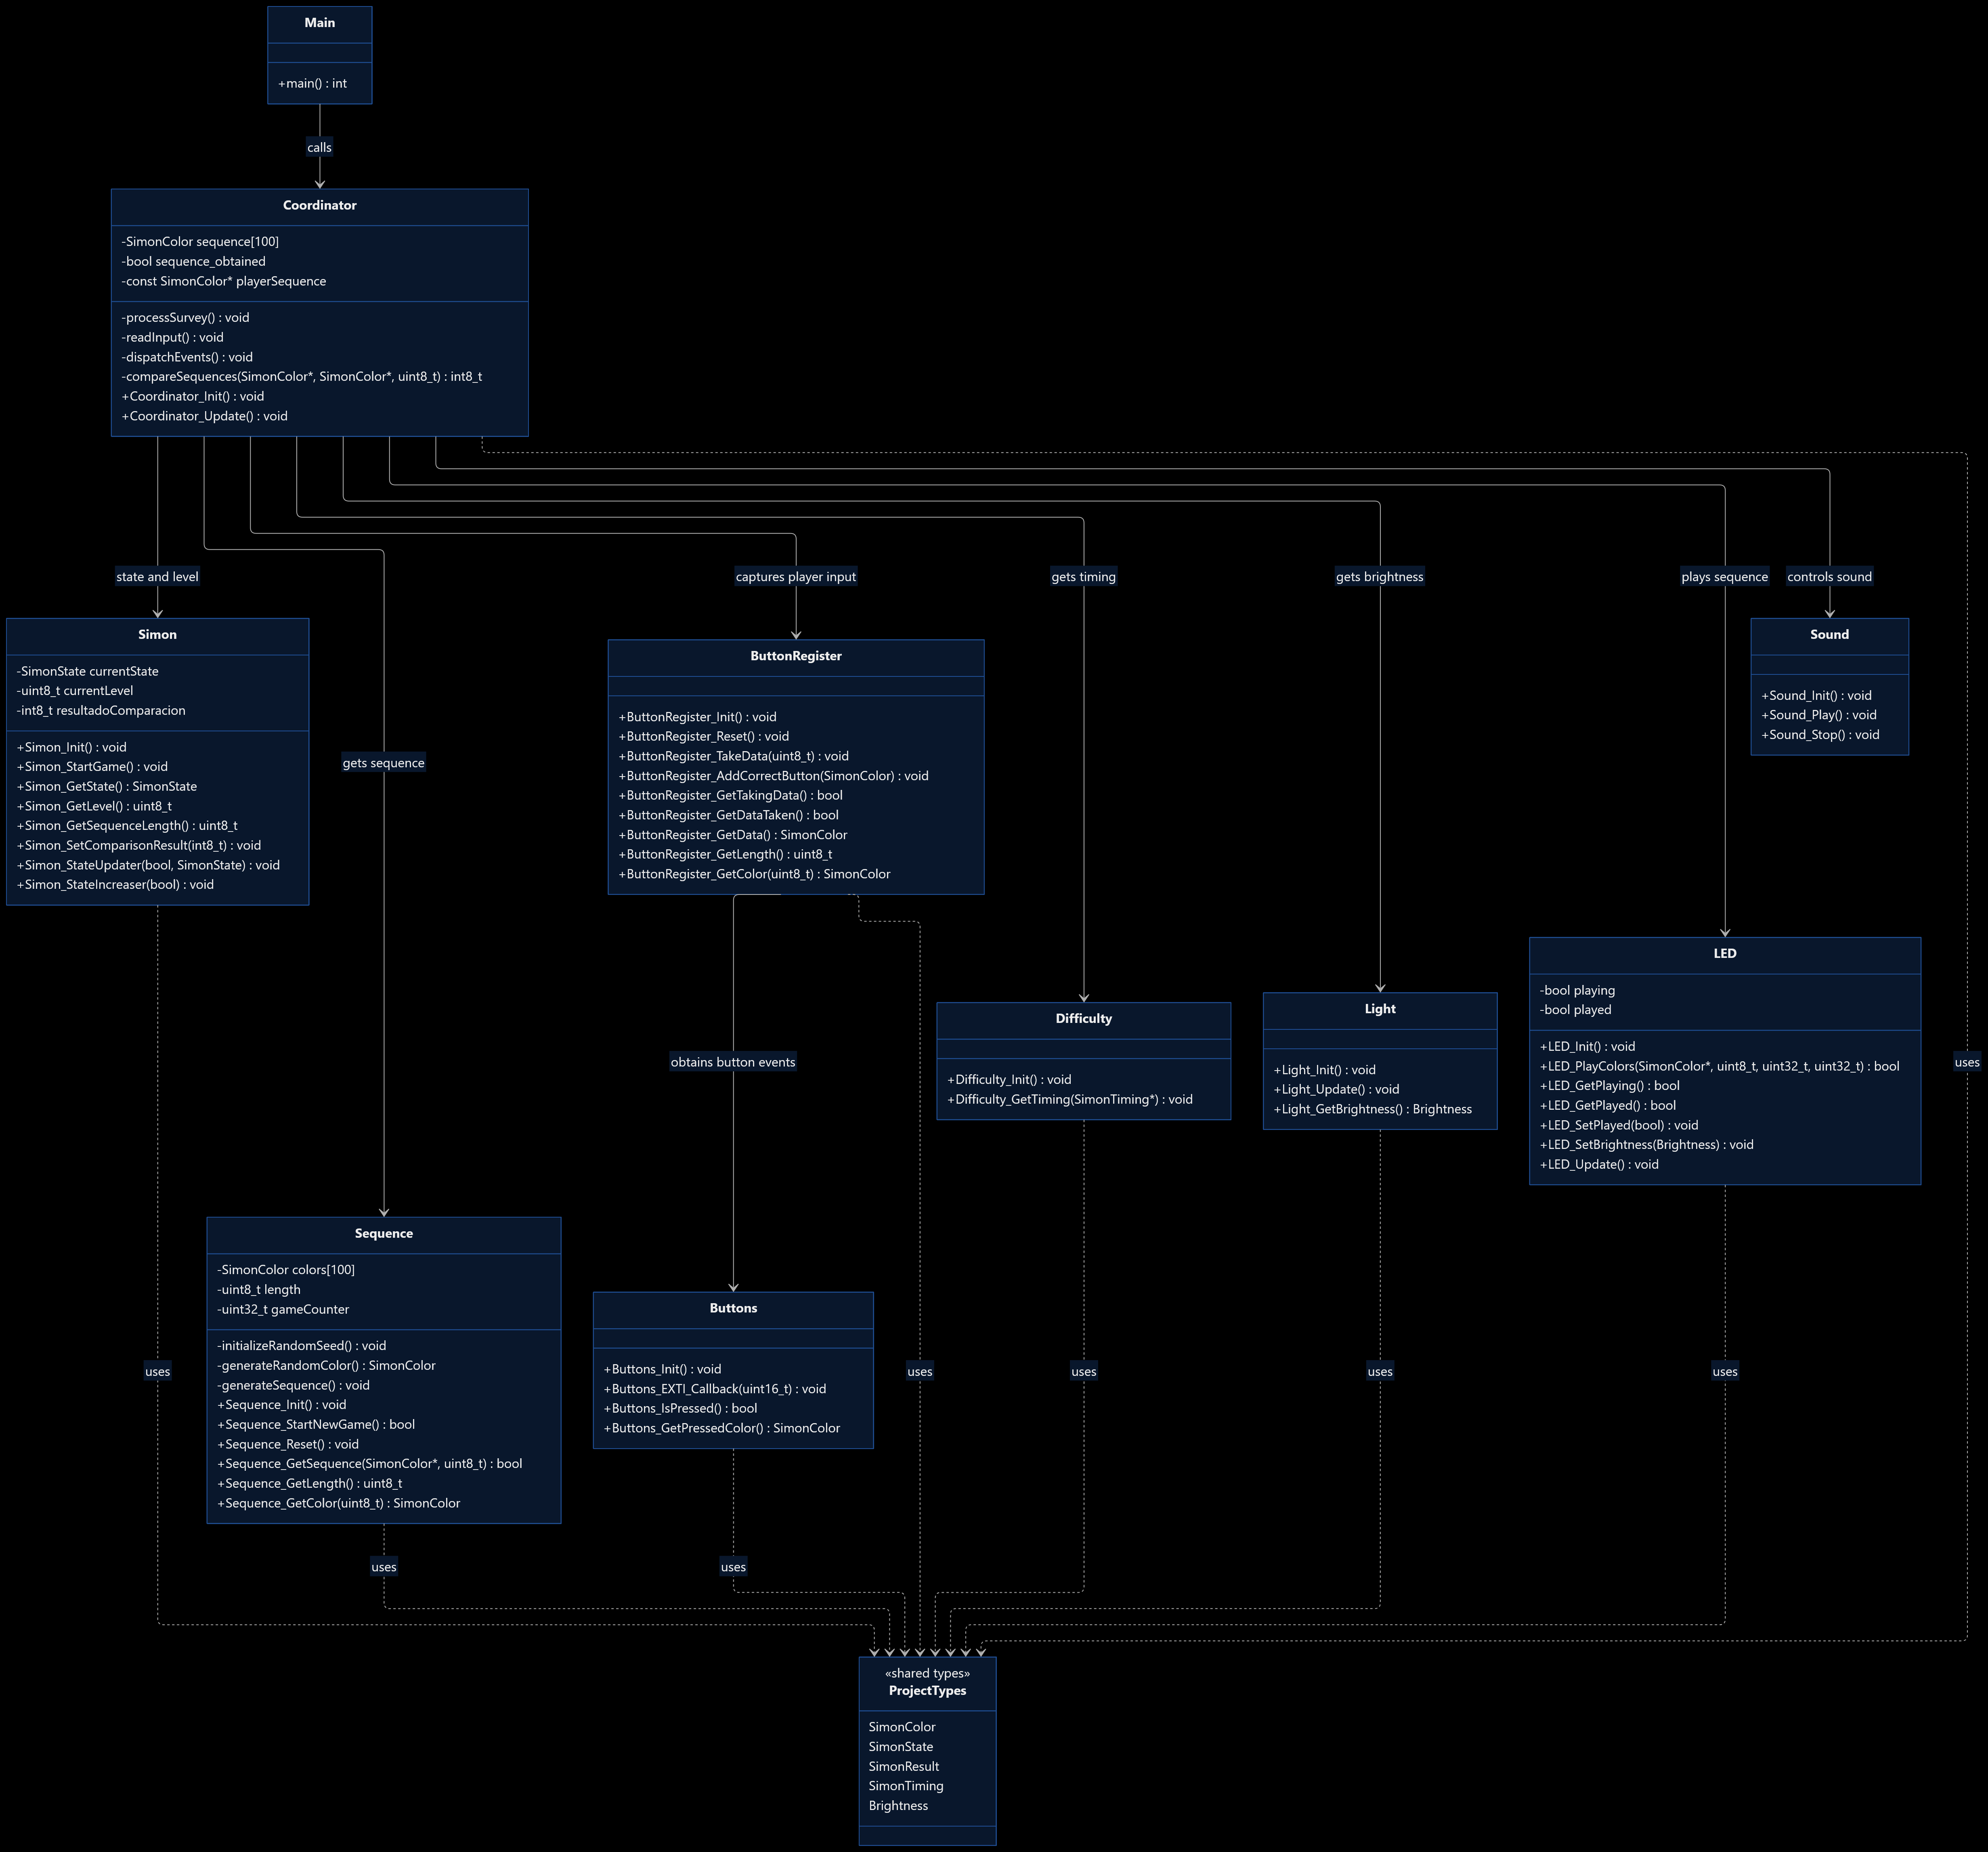 Main
+main() : int
calls
Coordinator
-SimonColor sequence[100]
-bool sequence_obtained
-const SimonColor* playerSequence
-processSurvey() : void
-readInput() : void
-dispatchEvents() : void
-compareSequences(SimonColor*, SimonColor*, uint8_t) : int8_t
+Coordinator_Init() : void
+Coordinator_Update() : void
state and level
captures player input
gets timing
gets brightness
plays sequence
controls sound
Simon
-SimonState currentState
-uint8_t currentLevel
-int8_t resultadoComparacion
+Simon_Init() : void
+Simon_StartGame() : void
+Simon_GetState() : SimonState
+Simon_GetLevel() : uint8_t
+Simon_GetSequenceLength() : uint8_t
+Simon_SetComparisonResult(int8_t) : void
+Simon_StateUpdater(bool, SimonState) : void
+Simon_StateIncreaser(bool) : void
gets sequence
ButtonRegister
+ButtonRegister_Init() : void
+ButtonRegister_Reset() : void
+ButtonRegister_TakeData(uint8_t) : void
+ButtonRegister_AddCorrectButton(SimonColor) : void
+ButtonRegister_GetTakingData() : bool
+ButtonRegister_GetDataTaken() : bool
+ButtonRegister_GetData() : SimonColor
+ButtonRegister_GetLength() : uint8_t
+ButtonRegister_GetColor(uint8_t) : SimonColor
Sound
+Sound_Init() : void
+Sound_Play() : void
+Sound_Stop() : void
obtains button events
Difficulty
+Difficulty_Init() : void
+Difficulty_GetTiming(SimonTiming*) : void
Light
+Light_Init() : void
+Light_Update() : void
+Light_GetBrightness() : Brightness
LED
-bool playing
-bool played
+LED_Init() : void
+LED_PlayColors(SimonColor*, uint8_t, uint32_t, uint32_t) : bool
+LED_GetPlaying() : bool
+LED_GetPlayed() : bool
+LED_SetPlayed(bool) : void
+LED_SetBrightness(Brightness) : void
+LED_Update() : void
uses
Sequence
-SimonColor colors[100]
-uint8_t length
-uint32_t gameCounter
-initializeRandomSeed() : void
-generateRandomColor() : SimonColor
-generateSequence() : void
+Sequence_Init() : void
+Sequence_StartNewGame() : bool
+Sequence_Reset() : void
+Sequence_GetSequence(SimonColor*, uint8_t) : bool
+Sequence_GetLength() : uint8_t
+Sequence_GetColor(uint8_t) : SimonColor
Buttons
+Buttons_Init() : void
+Buttons_EXTI_Callback(uint16_t) : void
+Buttons_IsPressed() : bool
+Buttons_GetPressedColor() : SimonColor
uses
uses
uses
uses
uses
uses
uses
«shared types»
ProjectTypes
SimonColor
SimonState
SimonResult
SimonTiming
Brightness